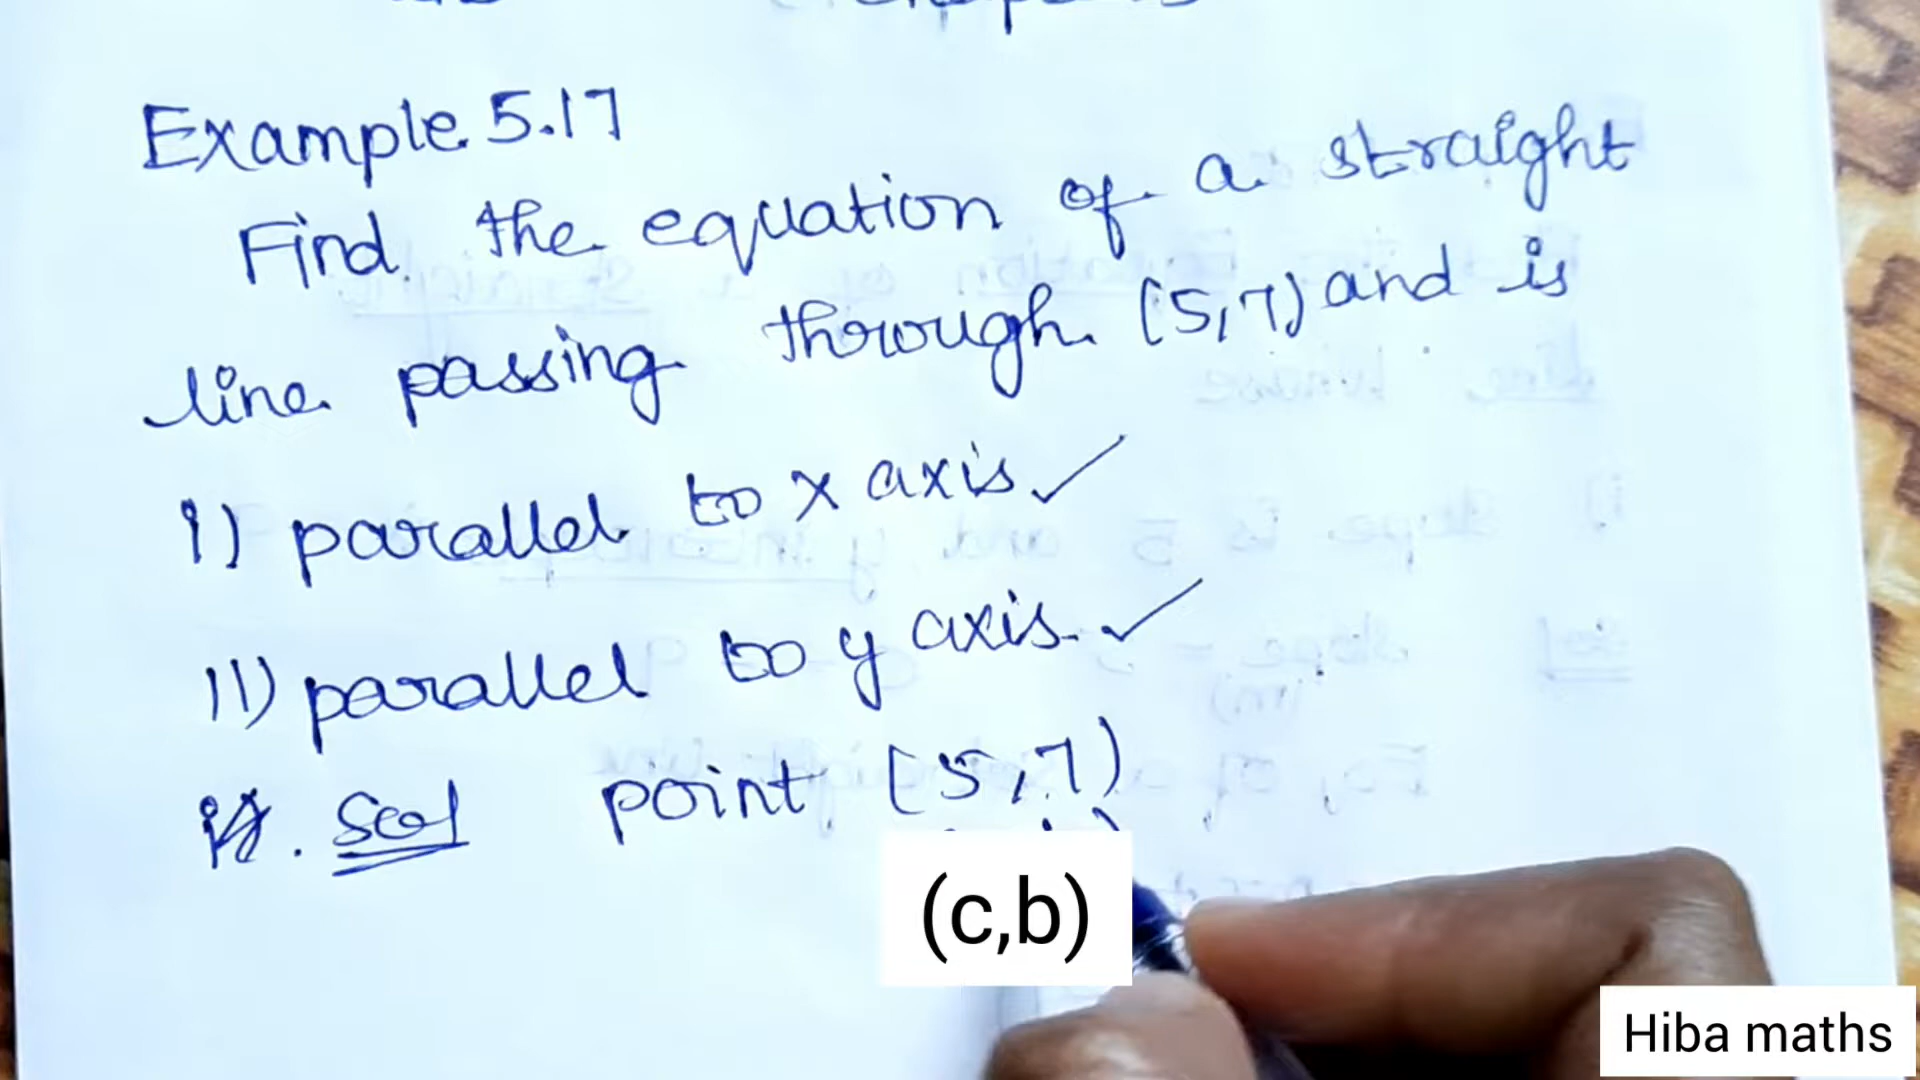 Example 5.17
Find the equation of a straight
line passing through (5,7) and is
i) parallel to x axis ✓
ii) parallel to y axis ✓
Sol point (5,7)
(c,b)
Hiba maths